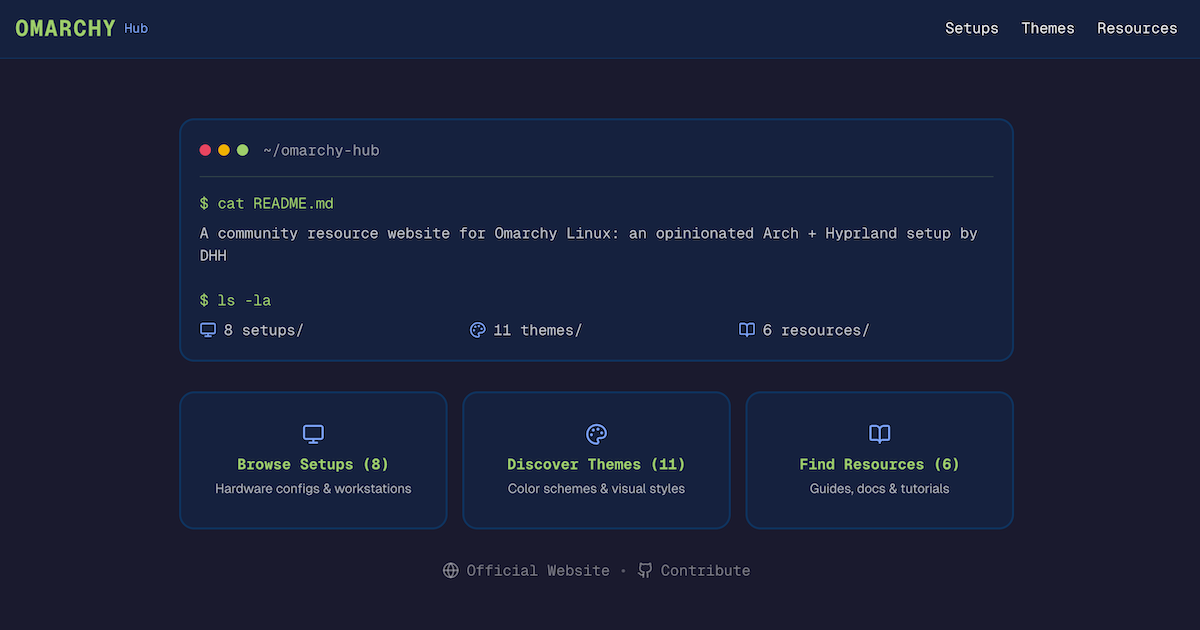 OMARCHY Hub
Setups Themes Resources
~/omarchy-hub
$ cat README.md
A community resource website for Omarchy Linux: an opinionated Arch + Hyprland setup by
DHH
$ ls -la
8 setups/ 11 themes/ 6 resources/
Browse Setups (8)
Hardware configs & workstations
Discover Themes (11)
Color schemes & visual styles
Find Resources (6)
Guides, docs & tutorials
Official Website • Contribute